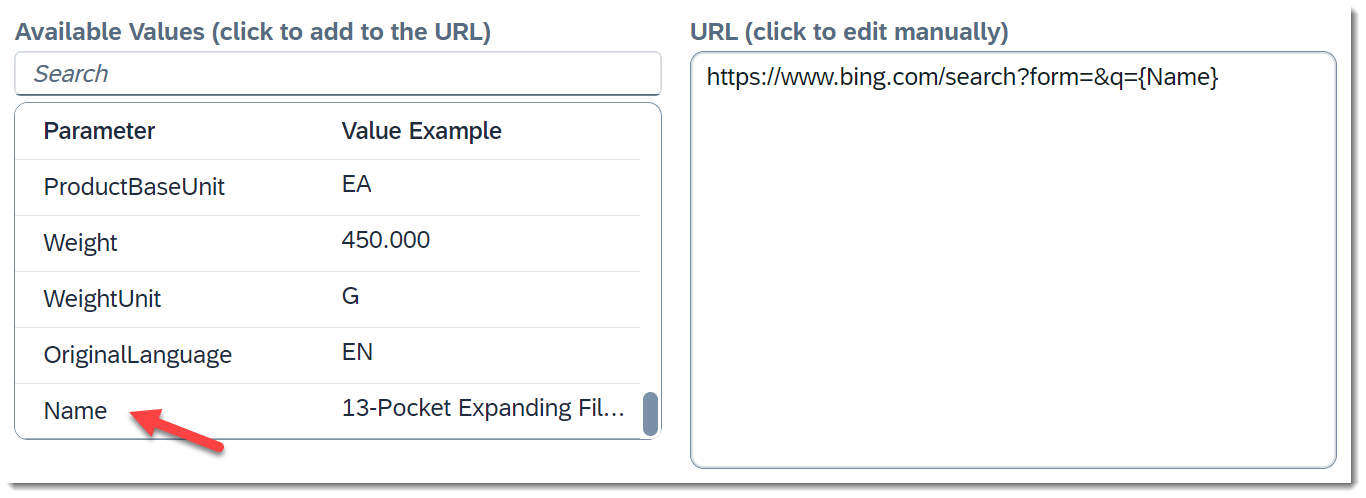 Available Values (click to add to the URL)
Search
Parameter Value Example
ProductBaseUnit EA
Weight 450.000
WeightUnit G
OriginalLanguage EN
Name 13-Pocket Expanding Fil...
URL (click to edit manually)
https://www.bing.com/search?form=&q={Name}